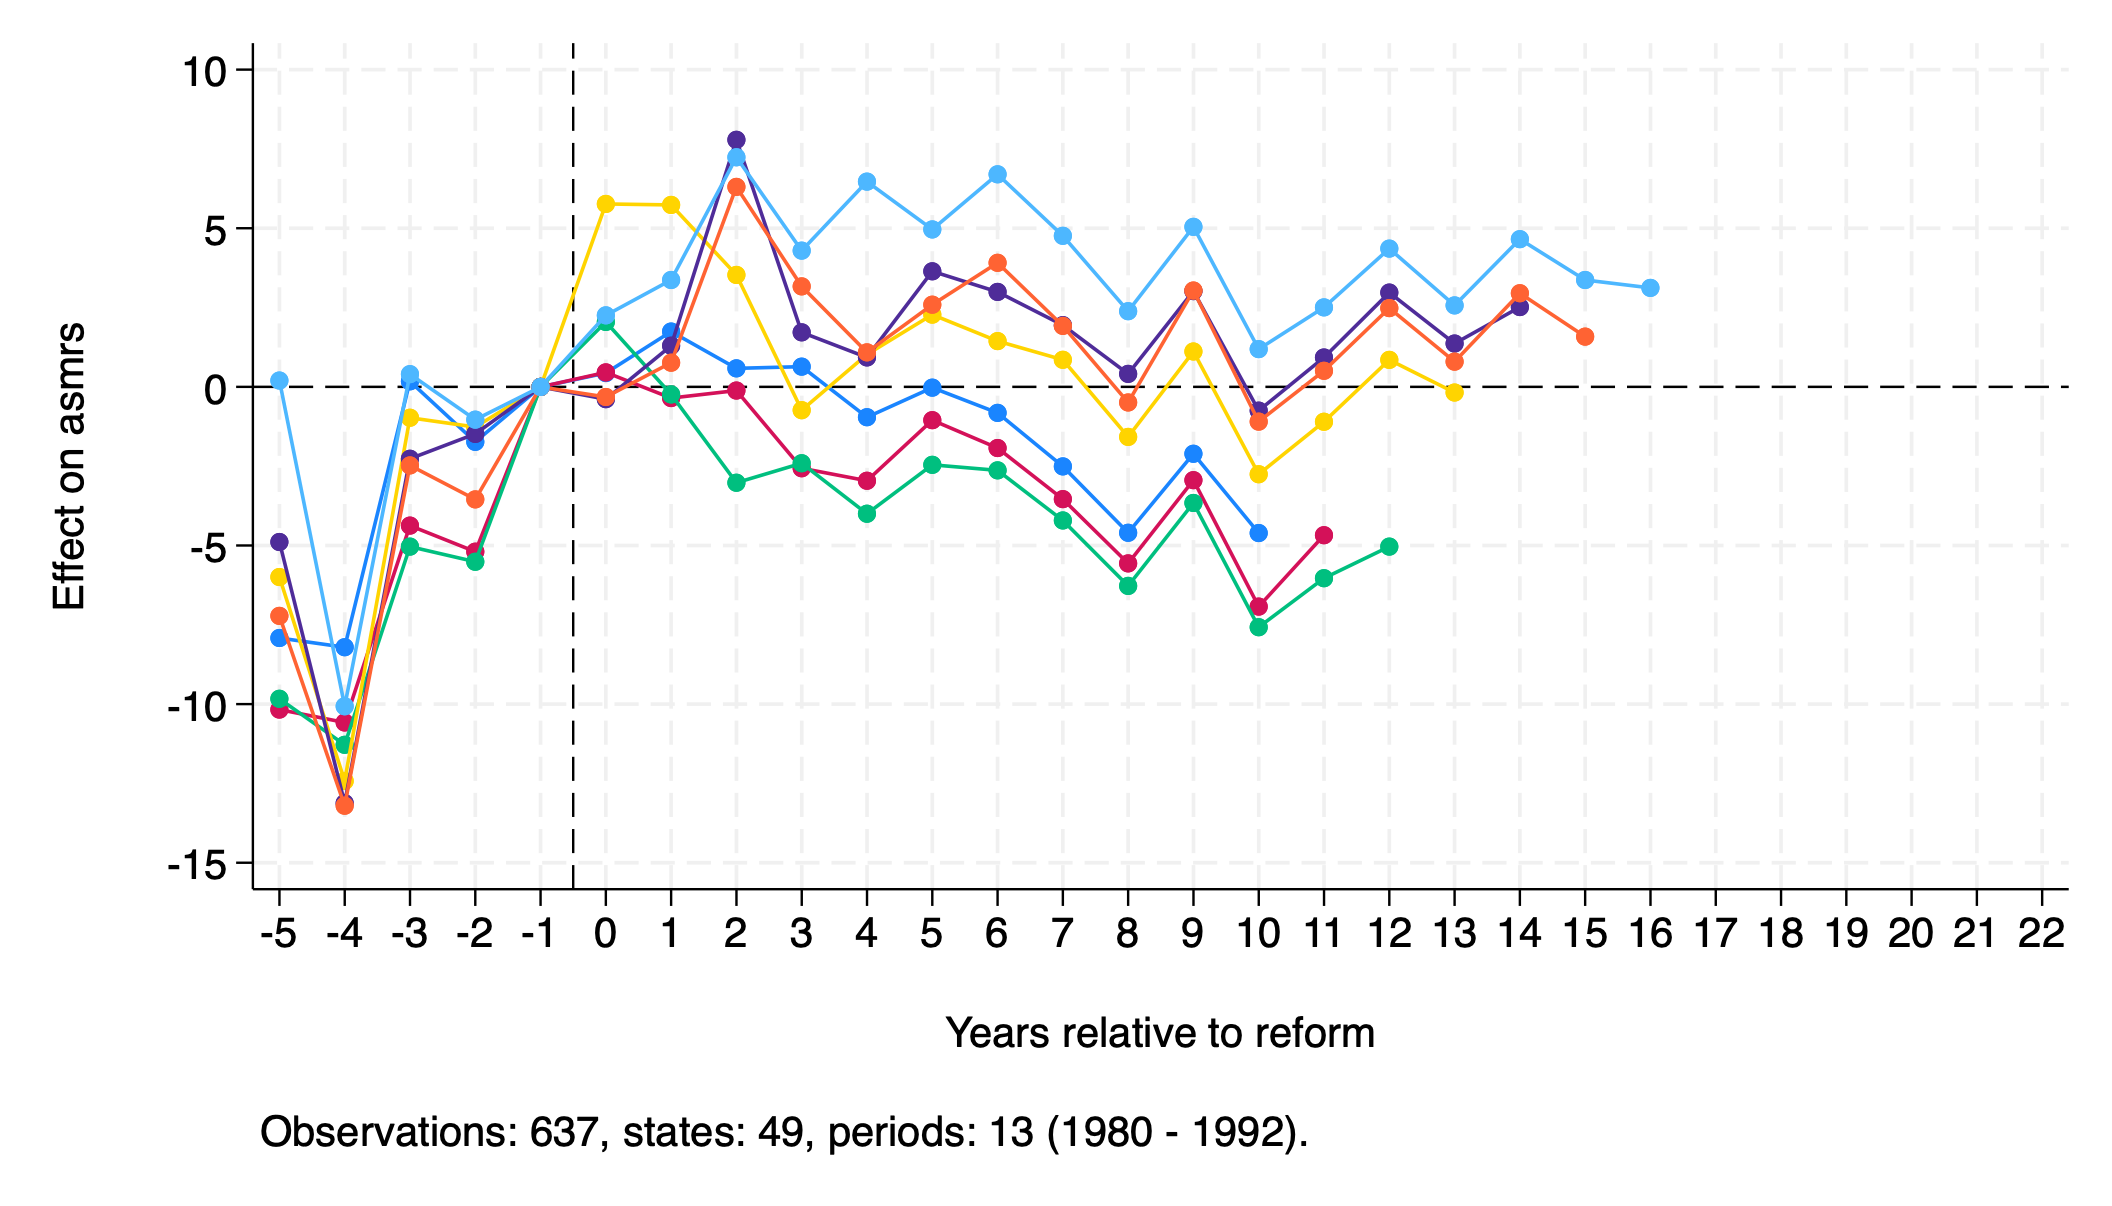 Effect on asmrs
10
5
0
-5
-10
-15
-5 -4 -3 -2 -1 0 1 2 3 4 5 6 7 8 9 10 11 12 13 14 15 16 17 18 19 20 21 22
Years relative to reform
Observations: 637, states: 49, periods: 13 (1980 - 1992).